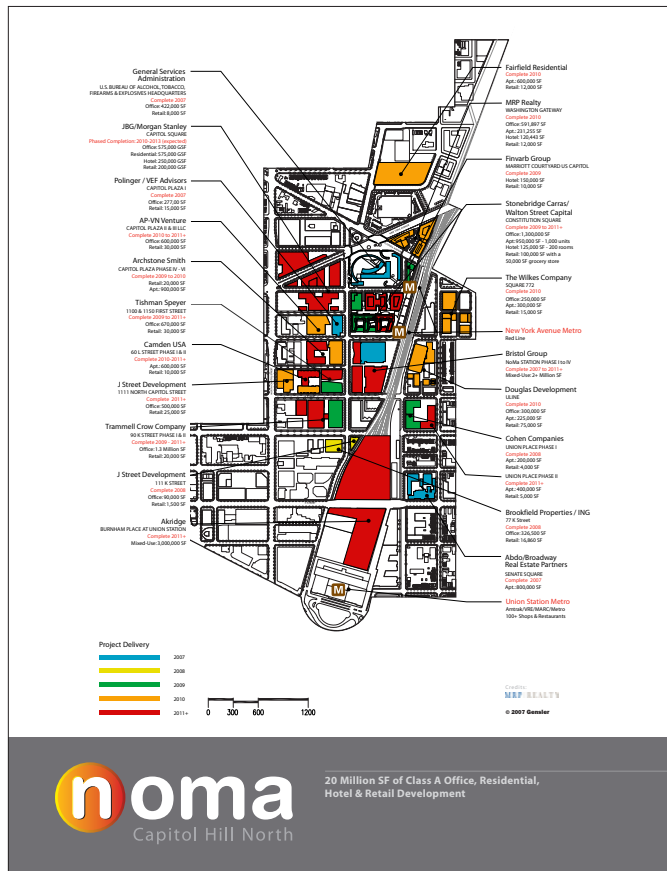 General Services
Administration
U.S. BUREAU OF ALCOHOL, TOBACCO,
FIREARMS & EXPLOSIVES HEADQUARTERS
Complete 2007
Office: 422,000 SF
Retail: 8,000 SF
JBG/Morgan Stanley
CAPITOL SQUARE
Phased Completion: 2010-2013 (expected)
Office: 575,000 GSF
Residential: 575,000 GSF
Hotel: 250,000 GSF
Retail: 200,000 GSF
Polinger / VEF Advisors
CAPITOL PLAZA I
Complete 2007
Office: 277,00 SF
Retail: 15,000 SF
AP-VN Venture
CAPITOL PLAZA II & III LLC
Complete 2010 to 2011+
Office: 600,000 SF
Retail: 30,000 SF
Archstone Smith
CAPITOL PLAZA PHASE IV - VI
Complete 2009 to 2010
Retail: 20,000 SF
Apt.: 900,000 SF
Tishman Speyer
1100 & 1150 FIRST STREET
Complete 2009 to 2011+
Office: 670,000 SF
Retail: 30,000 SF
Camden USA
60 L STREET PHASE I & II
Complete 2010-2011+
Apt.: 600,000 SF
Retail: 10,000 SF
J Street Development
1111 NORTH CAPITOL STREET
Complete 2011+
Office: 500,000 SF
Retail: 25,000 SF
Trammell Crow Company
90 K STREET PHASE I & II
Complete 2009 - 2011+
Office: 1.3 Million SF
Retail: 20,000 SF
J Street Development
111 K STREET
Complete 2008
Office: 90,000 SF
Retail: 1,500 SF
Akridge
BURNHAM PLACE AT UNION STATION
Complete 2011+
Mixed-Use: 3,000,000 SF
Fairfield Residential
Complete 2010
Apt.: 600,000 SF
Retail: 12,000 SF
MRP Realty
WASHINGTON GATEWAY
Complete 2010
Office: 591,897 SF
Apt.: 231,255 SF
Hotel: 120,443 SF
Retail: 12,000 SF
Finvarb Group
MARRIOTT COURTYARD US CAPITOL
Complete 2009
Hotel: 150,000 SF
Retail: 10,000 SF
Stonebridge Carras/
Walton Street Capital
CONSTITUTION SQUARE
Complete 2009 to 2011+
Office: 1,300,000 SF
Apt:950,000 SF - 1,000 units
Hotel: 125,000 SF - 200 rooms
Retail: 100,000 SF with a
50,000 SF grocery store
The Wilkes Company
SQUARE 772
Complete 2010
Office:250,000 SF
Apt.: 300,000 SF
Retail: 15,000 SF
New York Avenue Metro
Red Line
Bristol Group
NoMa STATION PHASE I to IV
Complete 2007 to 2011+
Mixed-Use: 2+ Million SF
Douglas Development
ULINE
Complete 2010
Office: 300,000 SF
Apt.: 225,000 SF
Retail: 75,000 SF
Cohen Companies
UNION PLACE PHASE I
Complete 2008
Apt.: 200,000 SF
Retail: 4,000 SF
UNION PLACE PHASE II
Complete 2011+
Apt.: 400,000 SF
Retail: 5,000 SF
Brookfield Properties / ING
77 K Street
Complete 2008
Office: 326,500 SF
Retail: 16,860 SF
Abdo/Broadway
Real Estate Partners
SENATE SQUARE
Complete 2007
Apt.: 800,000 SF
Union Station Metro
Amtrak/VRE/MARC/Metro
100+ Shops & Restaurants
M
M
M
Project Delivery
2007
2008
2009
2010
2011+
0 300 600 1200
Credits:
MRP REALTY
© 2007 Gensler
noma
Capitol Hill North
20 Million SF of Class A Office, Residential,
Hotel & Retail Development